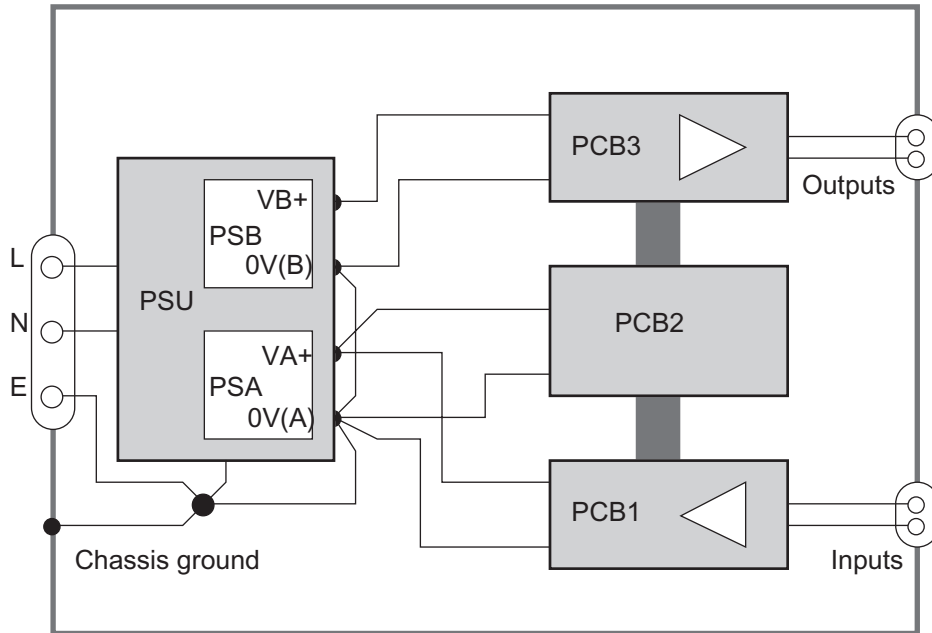 PCB3
Outputs
VB+
PSB
0V(B)
L
PSU
N
PCB2
VA+
PSA
E
0V(A)
PCB1
Chassis ground
Inputs